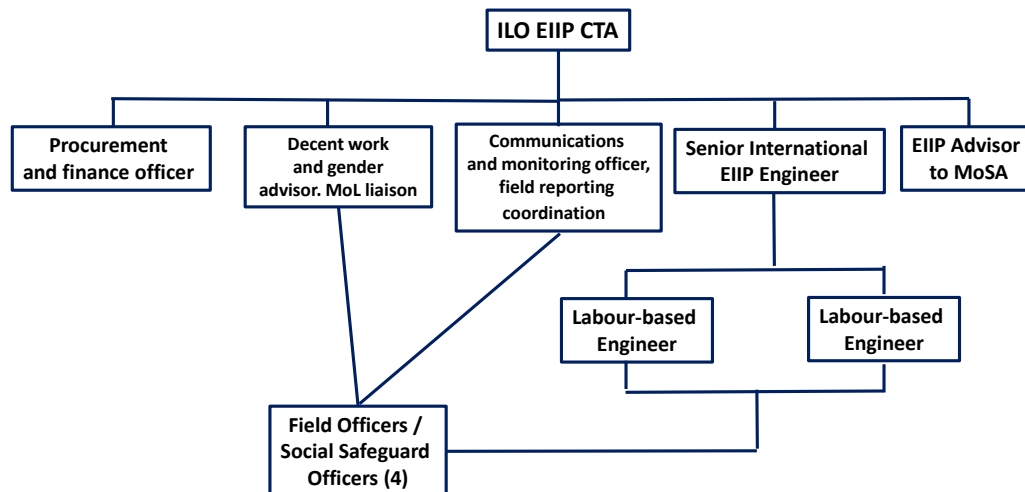 ILO EIIP CTA
Procurement
and finance officer
Decent work
and gender
advisor. MoL liaison
Communications
and monitoring officer,
field reporting
coordination
Senior International
EIIP Engineer
EIIP Advisor
to MoSA
Labour-based
Engineer
Labour-based
Engineer
Field Officers /
Social Safeguard
Officers (4)